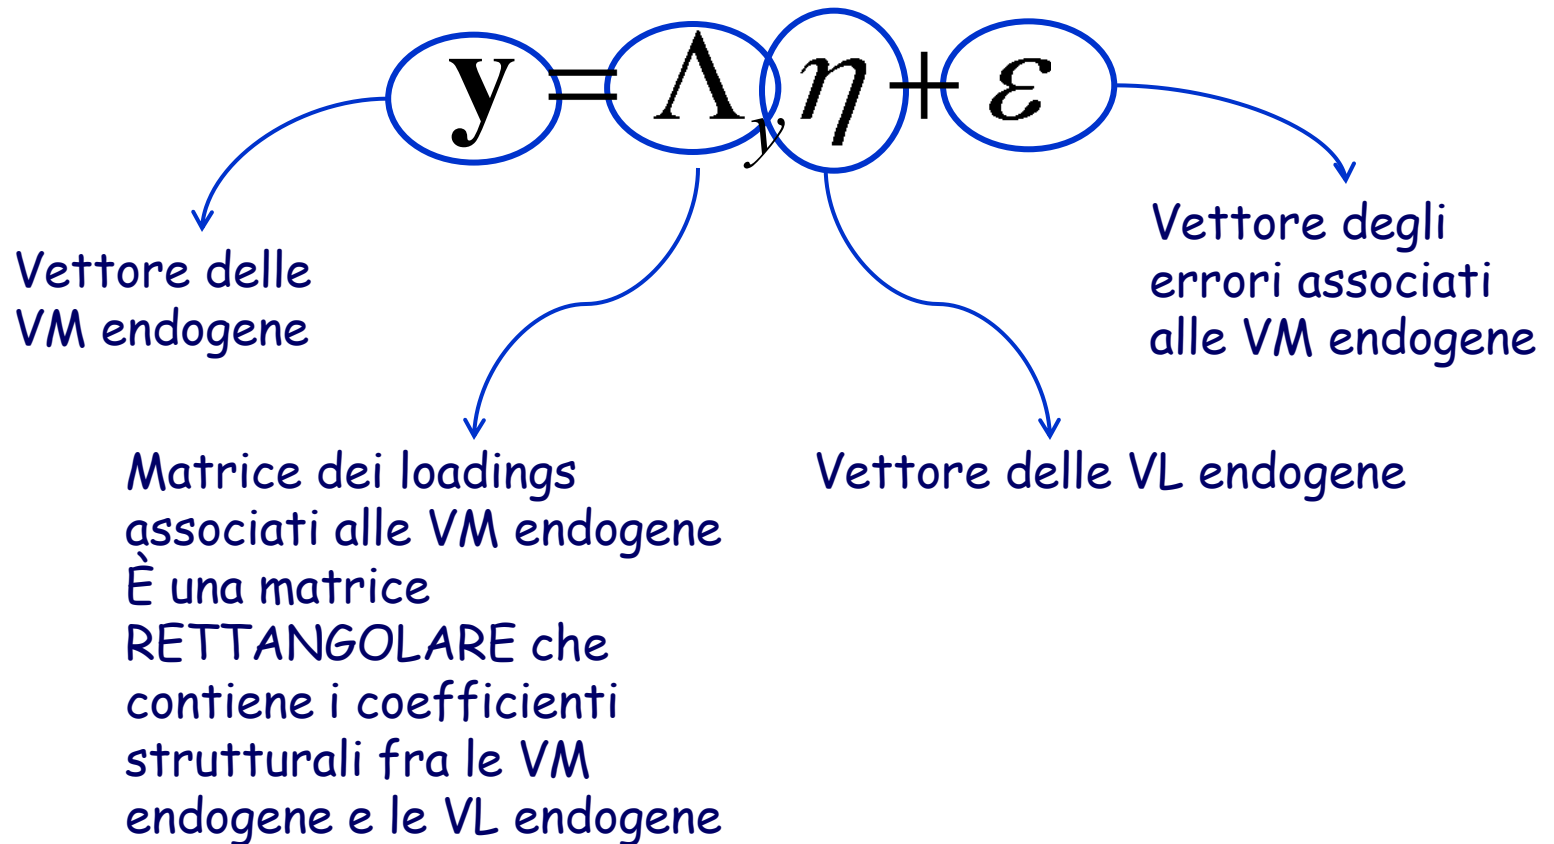 y = Λy η + ε
Vettore delle
VM endogene
Vettore degli
errori associati
alle VM endogene
Matrice dei loadings
associati alle VM endogene
È una matrice
RETTANGOLARE che
contiene i coefficienti
strutturali fra le VM
endogene e le VL endogene
Vettore delle VL endogene